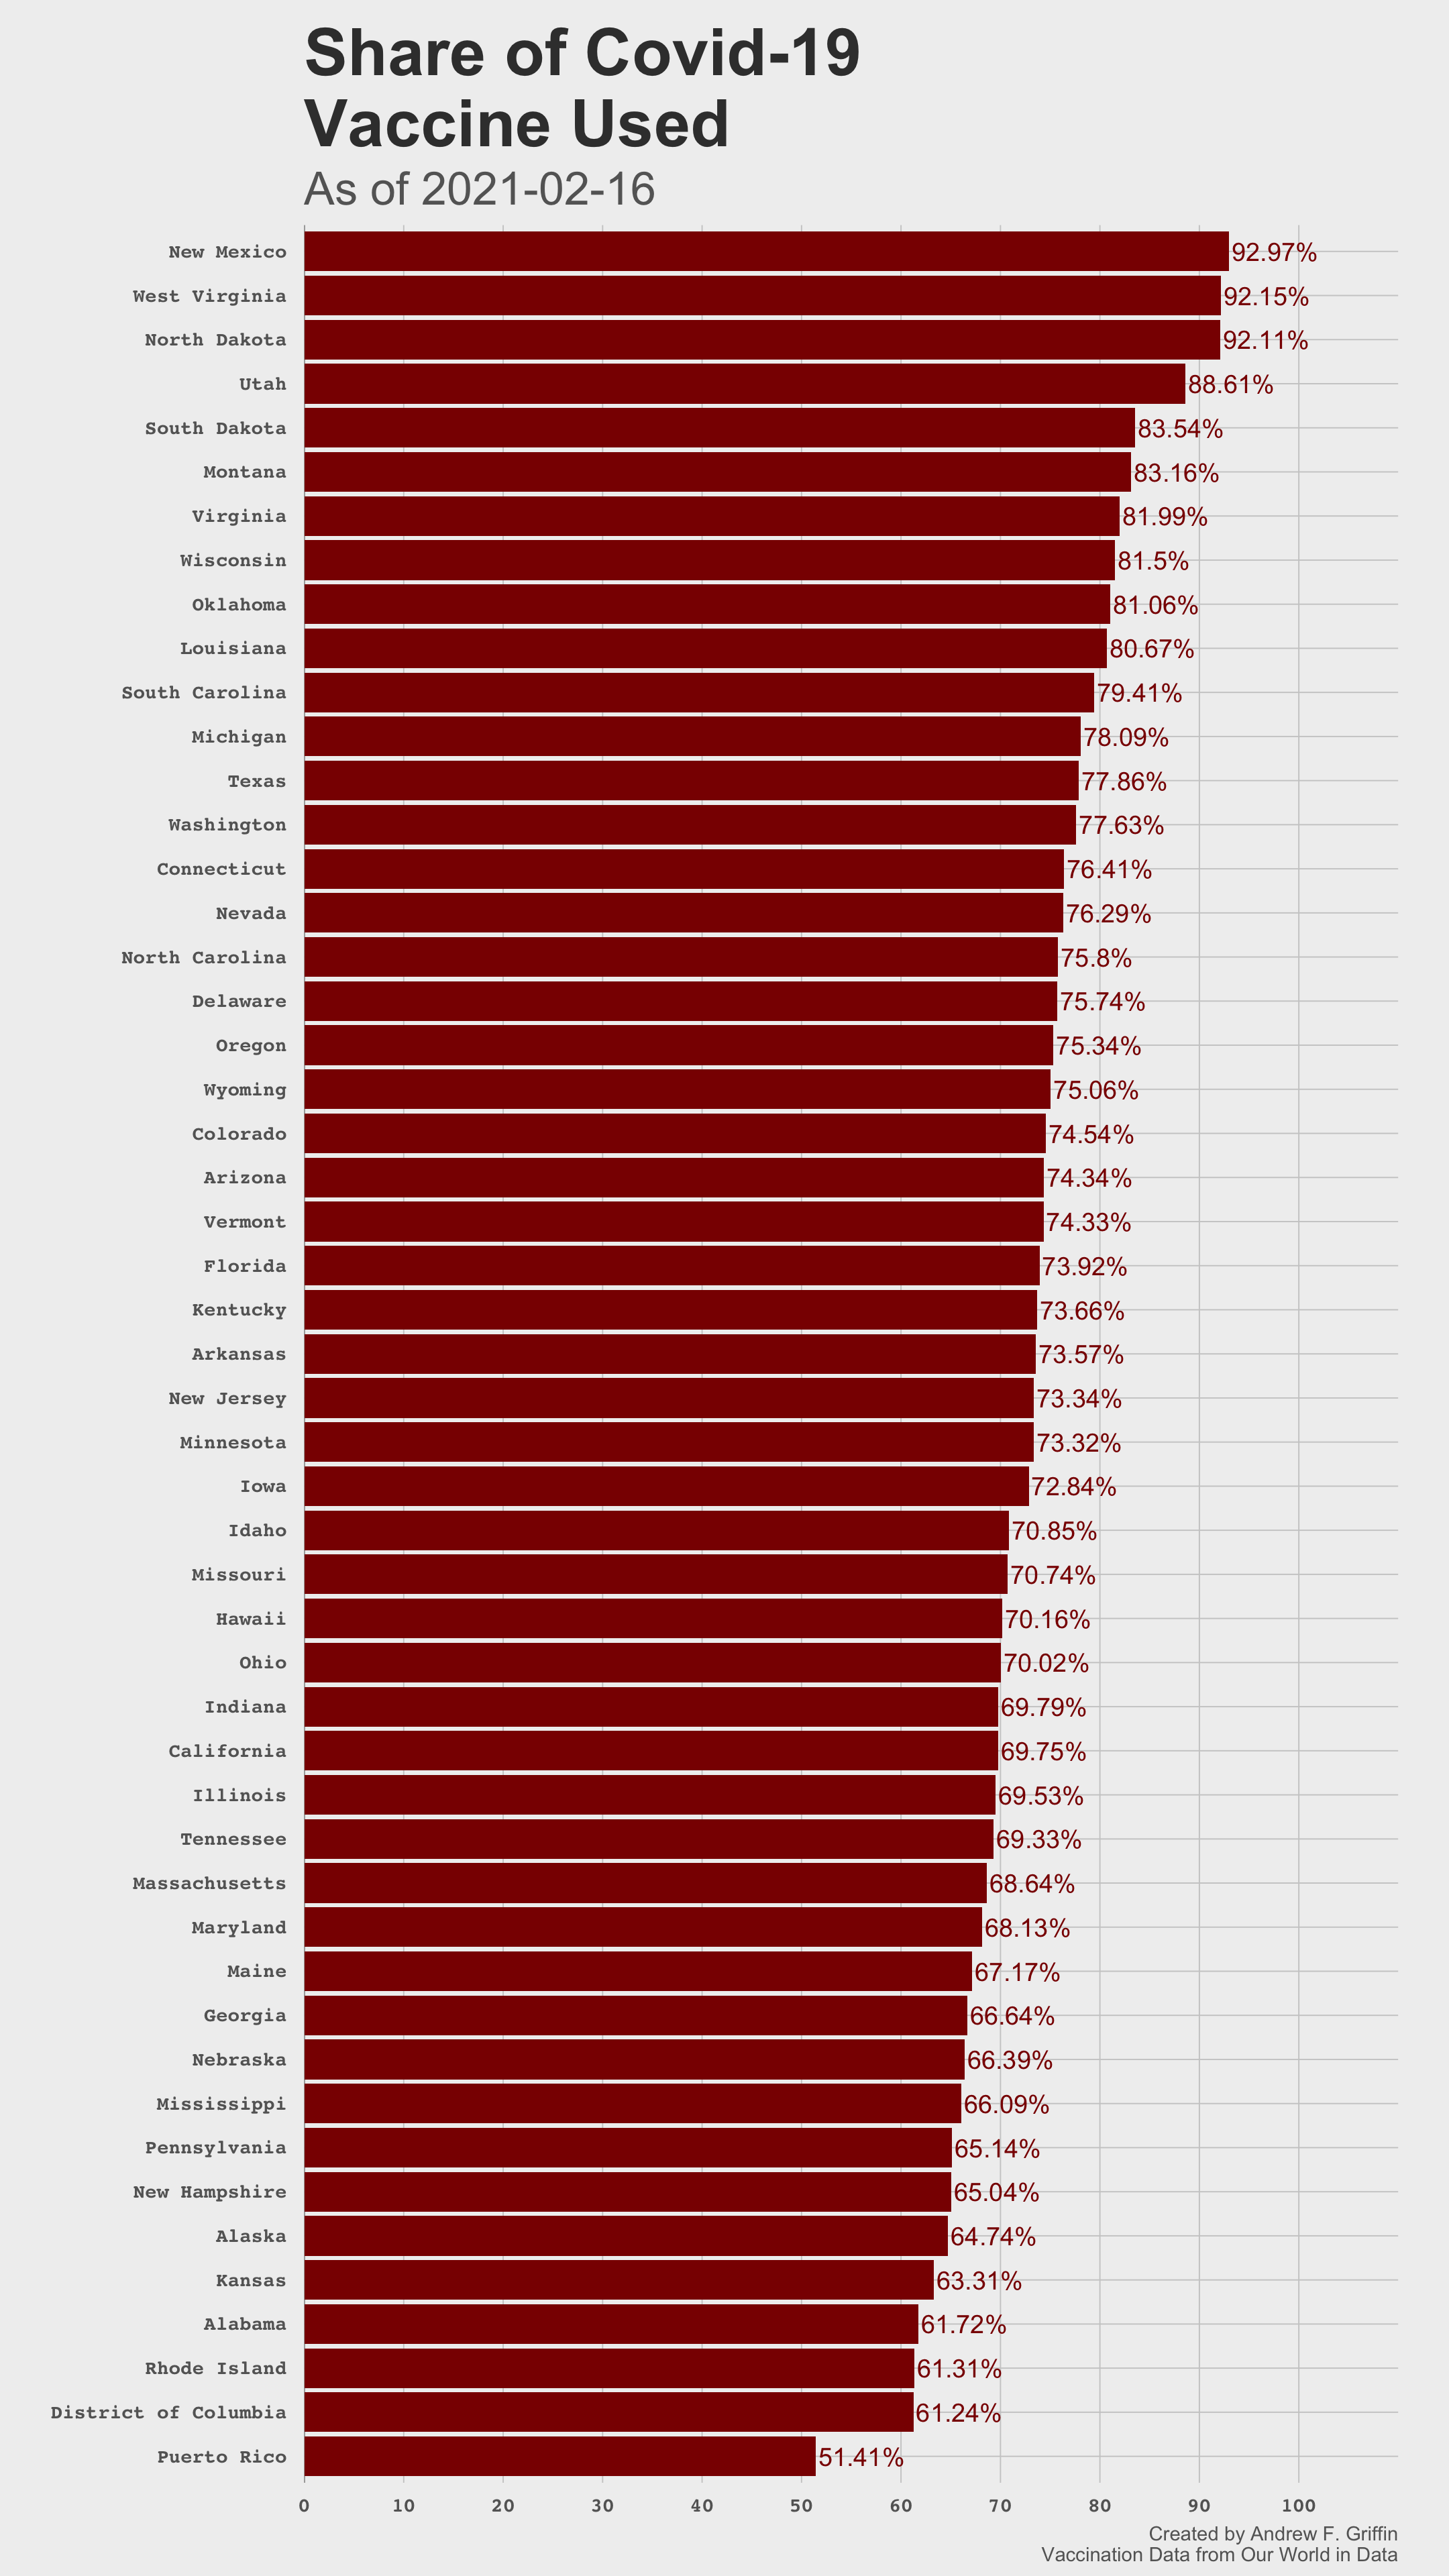 Share of Covid-19
Vaccine Used
As of 2021-02-16
New Mexico 92.97%
West Virginia 92.15%
North Dakota 92.11%
Utah 88.61%
South Dakota 83.54%
Montana 83.16%
Virginia 81.99%
Wisconsin 81.5%
Oklahoma 81.06%
Louisiana 80.67%
South Carolina 79.41%
Michigan 78.09%
Texas 77.86%
Washington 77.63%
Connecticut 76.41%
Nevada 76.29%
North Carolina 75.8%
Delaware 75.74%
Oregon 75.34%
Wyoming 75.06%
Colorado 74.54%
Arizona 74.34%
Vermont 74.33%
Florida 73.92%
Kentucky 73.66%
Arkansas 73.57%
New Jersey 73.34%
Minnesota 73.32%
Iowa 72.84%
Idaho 70.85%
Missouri 70.74%
Hawaii 70.16%
Ohio 70.02%
Indiana 69.79%
California 69.75%
Illinois 69.53%
Tennessee 69.33%
Massachusetts 68.64%
Maryland 68.13%
Maine 67.17%
Georgia 66.64%
Nebraska 66.39%
Mississippi 66.09%
Pennsylvania 65.14%
New Hampshire 65.04%
Alaska 64.74%
Kansas 63.31%
Alabama 61.72%
Rhode Island 61.31%
District of Columbia 61.24%
Puerto Rico 51.41%
0 10 20 30 40 50 60 70 80 90 100
Created by Andrew F. Griffin
Vaccination Data from Our World in Data